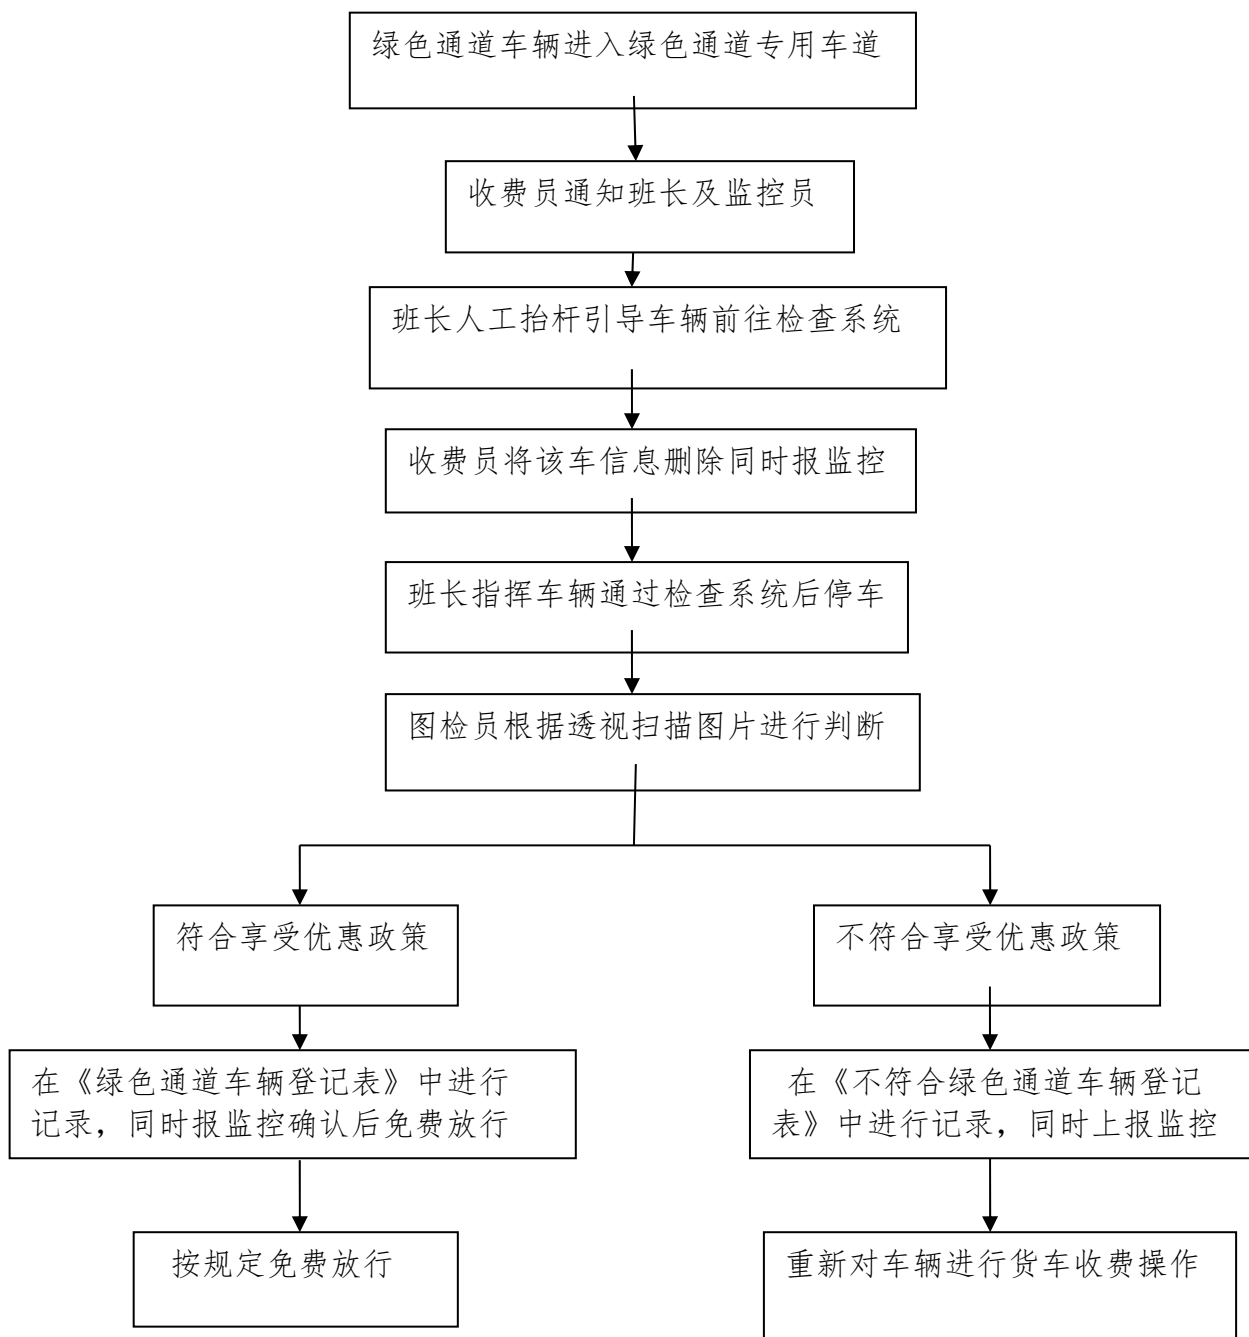 绿色通道车辆进入绿色通道专用车道
收费员通知班长及监控员
班长人工抬杆引导车辆前往检查系统
收费员将该车信息删除同时报监控
班长指挥车辆通过检查系统后停车
图检员根据透视扫描图片进行判断
符合享受优惠政策
不符合享受优惠政策
在《绿色通道车辆登记表》中进行
记录，同时报监控确认后免费放行
在《不符合绿色通道车辆登记
表》中进行记录，同时上报监控
按规定免费放行
重新对车辆进行货车收费操作